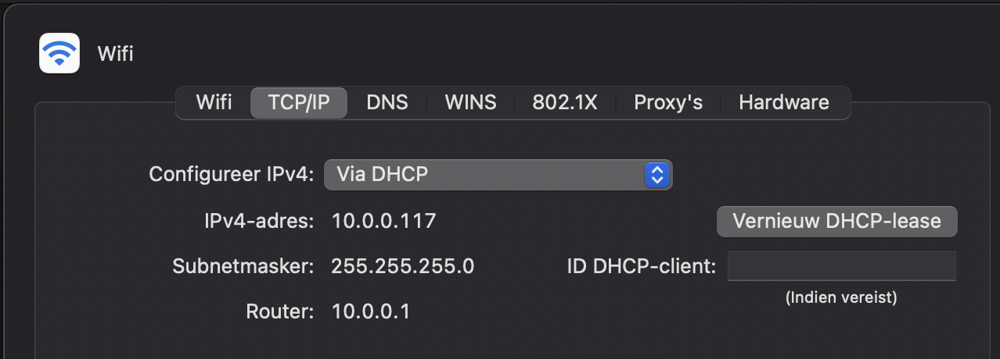 Wifi
Wifi TCP/IP DNS WINS 802.1X Proxy's Hardware
Configureer IPv4: Via DHCP
IPv4-adres: 10.0.0.117 Vernieuw DHCP-lease
Subnetmasker: 255.255.255.0 ID DHCP-client:
(Indien vereist)
Router: 10.0.0.1